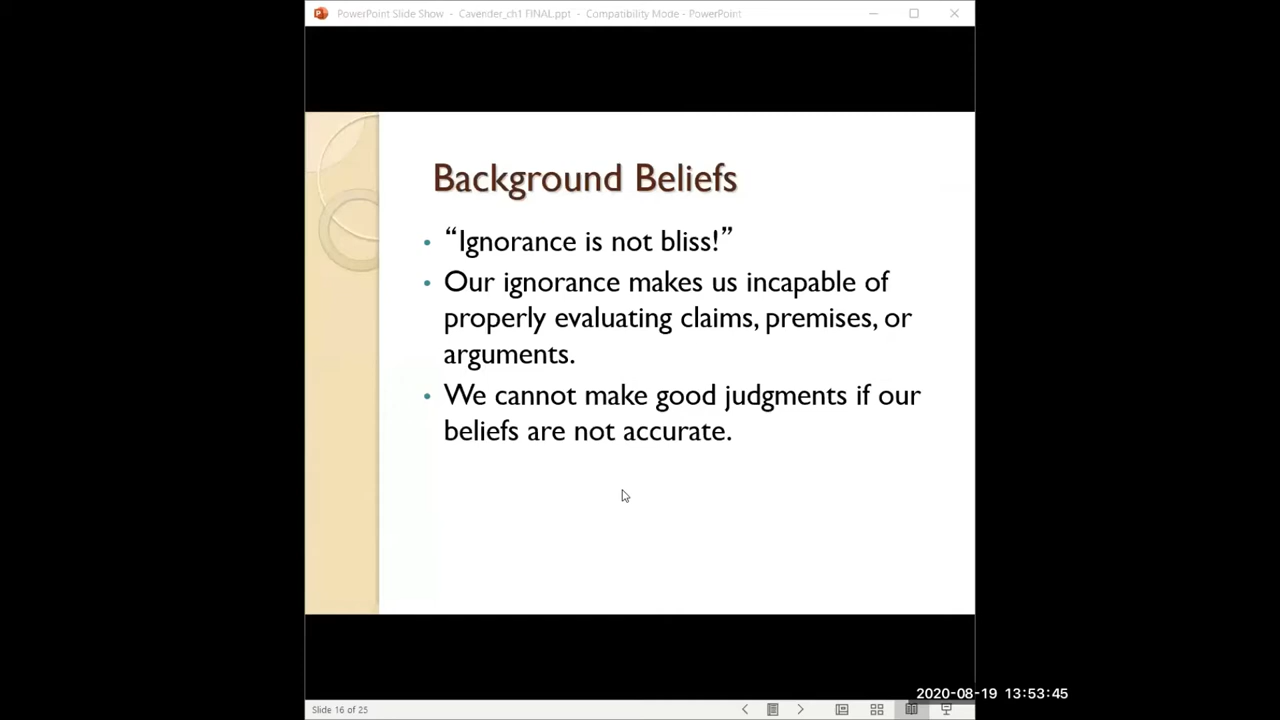 PowerPoint Slide Show - Cavender_ch1 FINAL.ppt - Compatibility Mode - PowerPoint
Background Beliefs
• “Ignorance is not bliss!”
• Our ignorance makes us incapable of
properly evaluating claims, premises, or
arguments.
• We cannot make good judgments if our
beliefs are not accurate.
2020-08-19 13:53:45
Slide 16 of 25